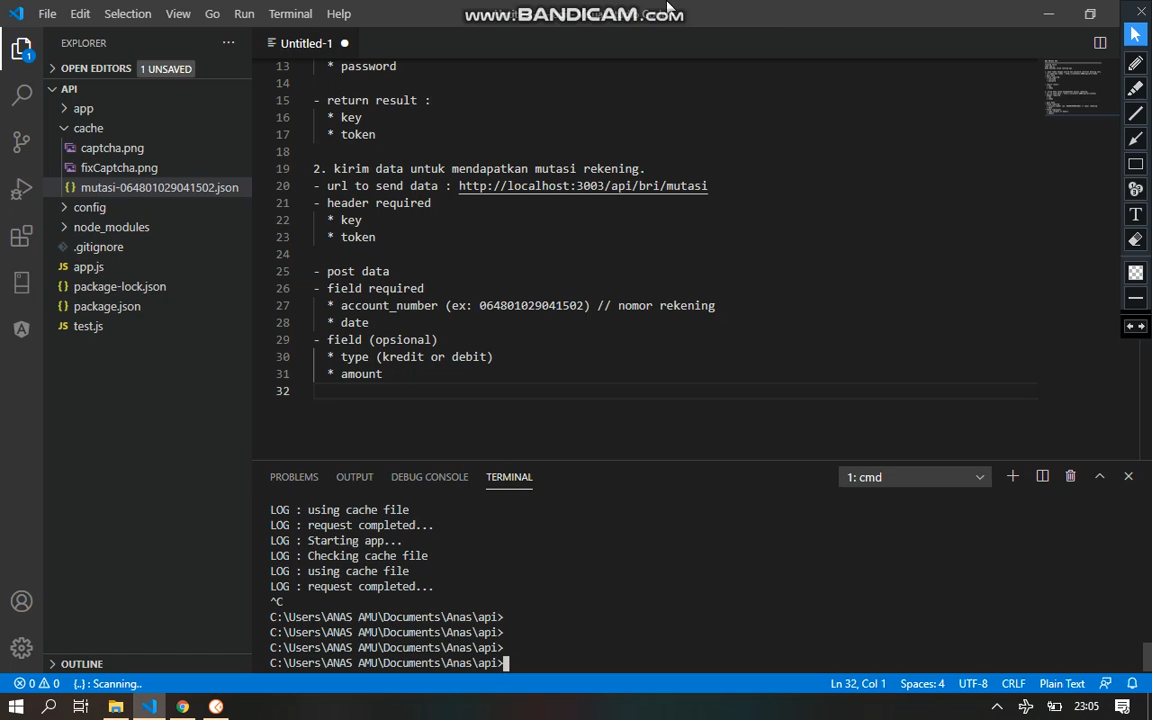 File Edit Selection View Go Run Terminal Help
www.BANDICAM.com
EXPLORER
Untitled-1
OPEN EDITORS 1 UNSAVED
API
app
cache
captcha.png
fixCaptcha.png
mutasi-064801029041502.json
config
node_modules
.gitignore
app.js
package-lock.json
package.json
test.js
OUTLINE
1
13 * password
14
15 - return result :
16 * key
17 * token
18
19 2. kirim data untuk mendapatkan mutasi rekening.
20 - url to send data : http://localhost:3003/api/bri/mutasi
21 - header required
22 * key
23 * token
24
25 - post data
26 - field required
27 * account_number (ex: 064801029041502) // nomor rekening
28 * date
29 - field (opsional)
30 * type (kredit or debit)
31 * amount
32
PROBLEMS OUTPUT DEBUG CONSOLE TERMINAL 1: cmd
LOG : using cache file
LOG : request completed...
LOG : Starting app...
LOG : Checking cache file
LOG : using cache file
LOG : request completed...
^C
C:\Users\ANAS AMU\Documents\Anas\api>
C:\Users\ANAS AMU\Documents\Anas\api>
C:\Users\ANAS AMU\Documents\Anas\api>
C:\Users\ANAS AMU\Documents\Anas\api>
0 0 {..} : Scanning.. Ln 32, Col 1 Spaces: 4 UTF-8 CRLF Plain Text
23:05